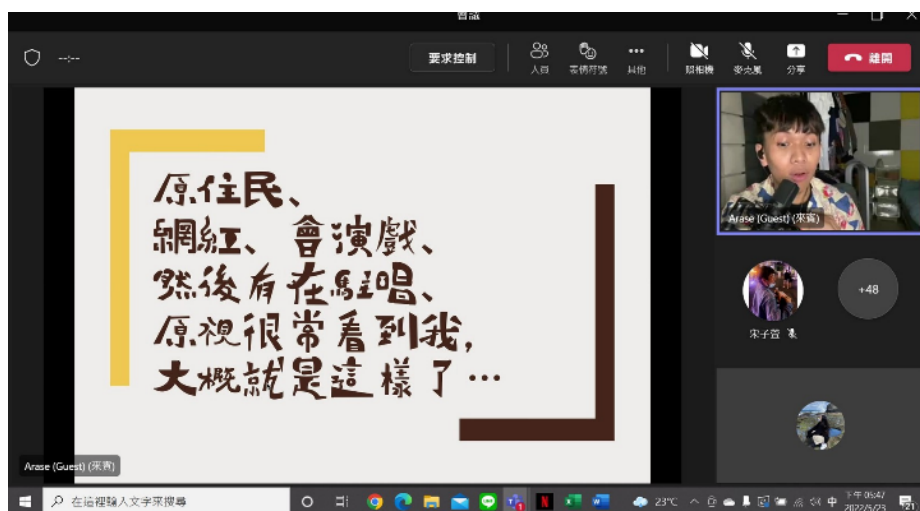 會議
--:--
要求控制
人員
表情符號
其他
照相機
麥克風
分享
離開
原住民、
網紅、會演戲、
然後有在駐唱、
原視很常看到我,
大概就是這樣了…
Arase (Guest) (來賓)
Arase (Guest) (來賓)
宋子萱
+48
在這裡輸入文字來搜尋
23°C
中
下午 05:47
2022/5/23
21